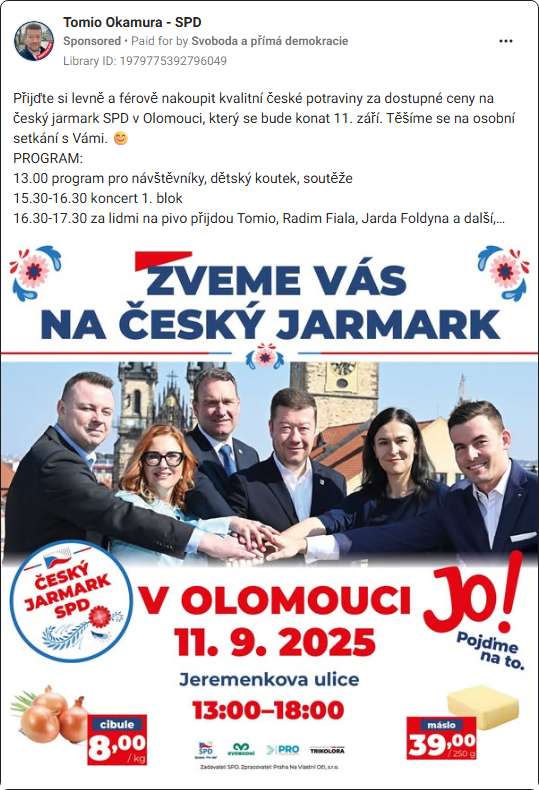 Tomio Okamura - SPD
Sponsored • Paid for by Svoboda a přímá demokracie
Library ID: 1979775392796049
Přijďte si levně a férově nakoupit kvalitní české potraviny za dostupné ceny na
český jarmark SPD v Olomouci, který se bude konat 11. září. Těšíme se na osobní
setkání s Vámi. 😊
PROGRAM:
13.00 program pro návštěvníky, dětský koutek, soutěže
15.30-16.30 koncert 1. blok
16.30-17.30 za lidmi na pivo přijdou Tomio, Radim Fiala, Jarda Foldyna a další,...
ZVEME VÁS
NA ČESKÝ JARMARK
ČESKÝ
JARMARK
SPD
V OLOMOUCI
11. 9. 2025
Jeremenkova ulice
13:00–18:00
JO!
Pojďme
na to.
cibule
8,00
/ kg
máslo
39,00
/ 250 g
SPD
PRO
TRIKOLORA
Zadavatel: SPD, Zpracovatel: Praha Na Vlastní Oči, s.r.o.